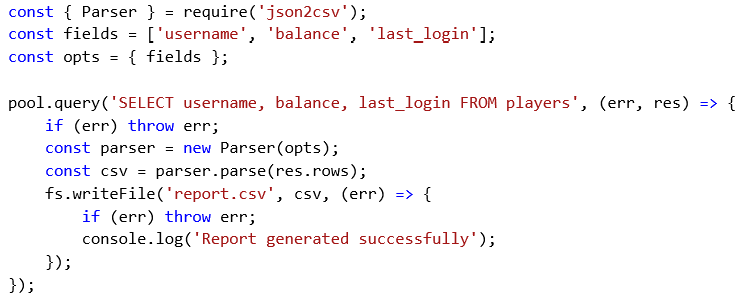 const { Parser } = require('json2csv');
const fields = ['username', 'balance', 'last_login'];
const opts = { fields };

pool.query('SELECT username, balance, last_login FROM players', (err, res) => {
    if (err) throw err;
    const parser = new Parser(opts);
    const csv = parser.parse(res.rows);
    fs.writeFile('report.csv', csv, (err) => {
        if (err) throw err;
        console.log('Report generated successfully');
    });
});